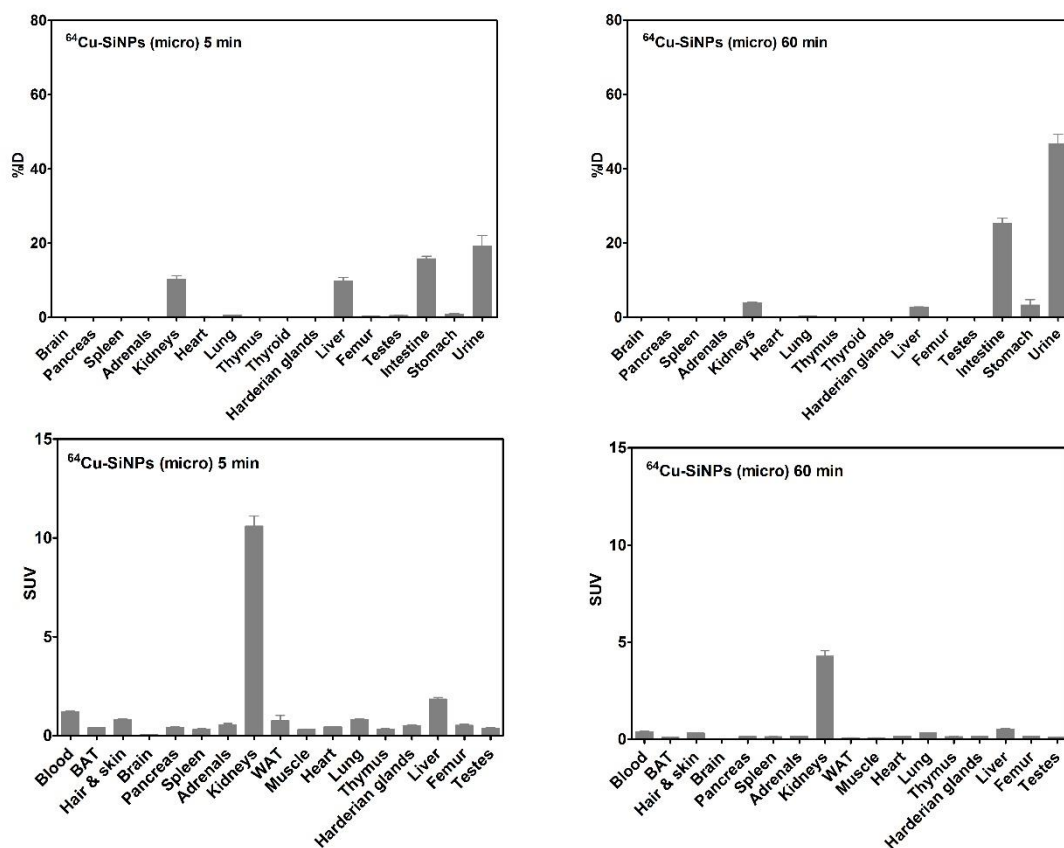 80
60
40
20
0
%ID
⁶⁴Cu-SiNPs (micro) 5 min
Brain
Pancreas
Spleen
Adrenals
Kidneys
Heart
Lung
Thymus
Thyroid
Harderian glands
Liver
Femur
Testes
Intestine
Stomach
Urine
80
60
40
20
0
%ID
⁶⁴Cu-SiNPs (micro) 60 min
Brain
Pancreas
Spleen
Adrenals
Kidneys
Heart
Lung
Thymus
Thyroid
Harderian glands
Liver
Femur
Testes
Intestine
Stomach
Urine
15
10
5
0
SUV
⁶⁴Cu-SiNPs (micro) 5 min
Blood
BAT
Hair & skin
Brain
Pancreas
Spleen
Adrenals
Kidneys
WAT
Muscle
Heart
Lung
Thymus
Harderian glands
Liver
Femur
Testes
15
10
5
0
SUV
⁶⁴Cu-SiNPs (micro) 60 min
Blood
BAT
Hair & skin
Brain
Pancreas
Spleen
Adrenals
Kidneys
WAT
Muscle
Heart
Lung
Thymus
Harderian glands
Liver
Femur
Testes